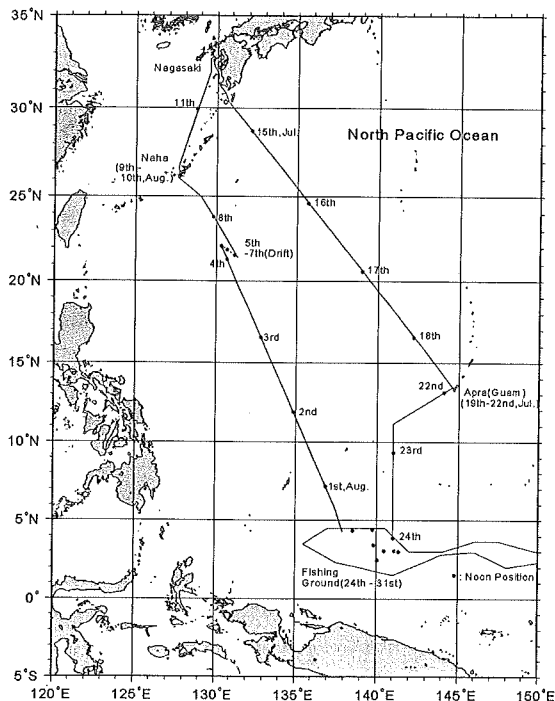 35°N
Nagasaki
30°N
11th
15th,Jul.
North Pacific Ocean
Naha
(9th-
10th,Aug.)
25°N
16th
8th
5th
-7th(Drift)
4th
20°N
17th
3rd
18th
15°N
22nd
Apra(Guam)
(19th-22nd,Jul.)
2nd
10°N
23rd
1st,Aug.
5°N
24th
Fishing
Ground(24th - 31st)
: Noon Position
0°
5°S
120°E 125°E 130°E 135°E 140°E 145°E 150°E